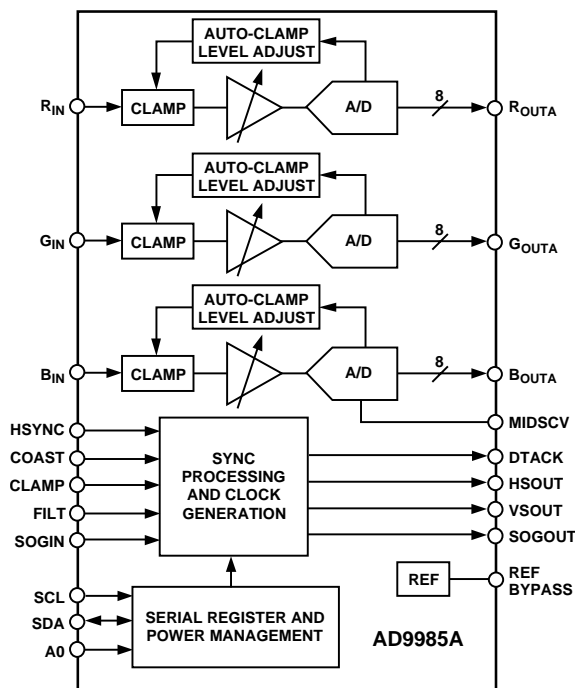 AUTO-CLAMP
LEVEL ADJUST
RIN
CLAMP
A/D
8
ROUTA
AUTO-CLAMP
LEVEL ADJUST
GIN
CLAMP
A/D
8
GOUTA
AUTO-CLAMP
LEVEL ADJUST
BIN
CLAMP
A/D
8
BOUTA
MIDSCV
HSYNC
COAST
CLAMP
FILT
SOGIN
SYNC
PROCESSING
AND CLOCK
GENERATION
DTACK
HSOUT
VSOUT
SOGOUT
REF
REF
BYPASS
SCL
SDA
A0
SERIAL REGISTER AND
POWER MANAGEMENT
AD9985A